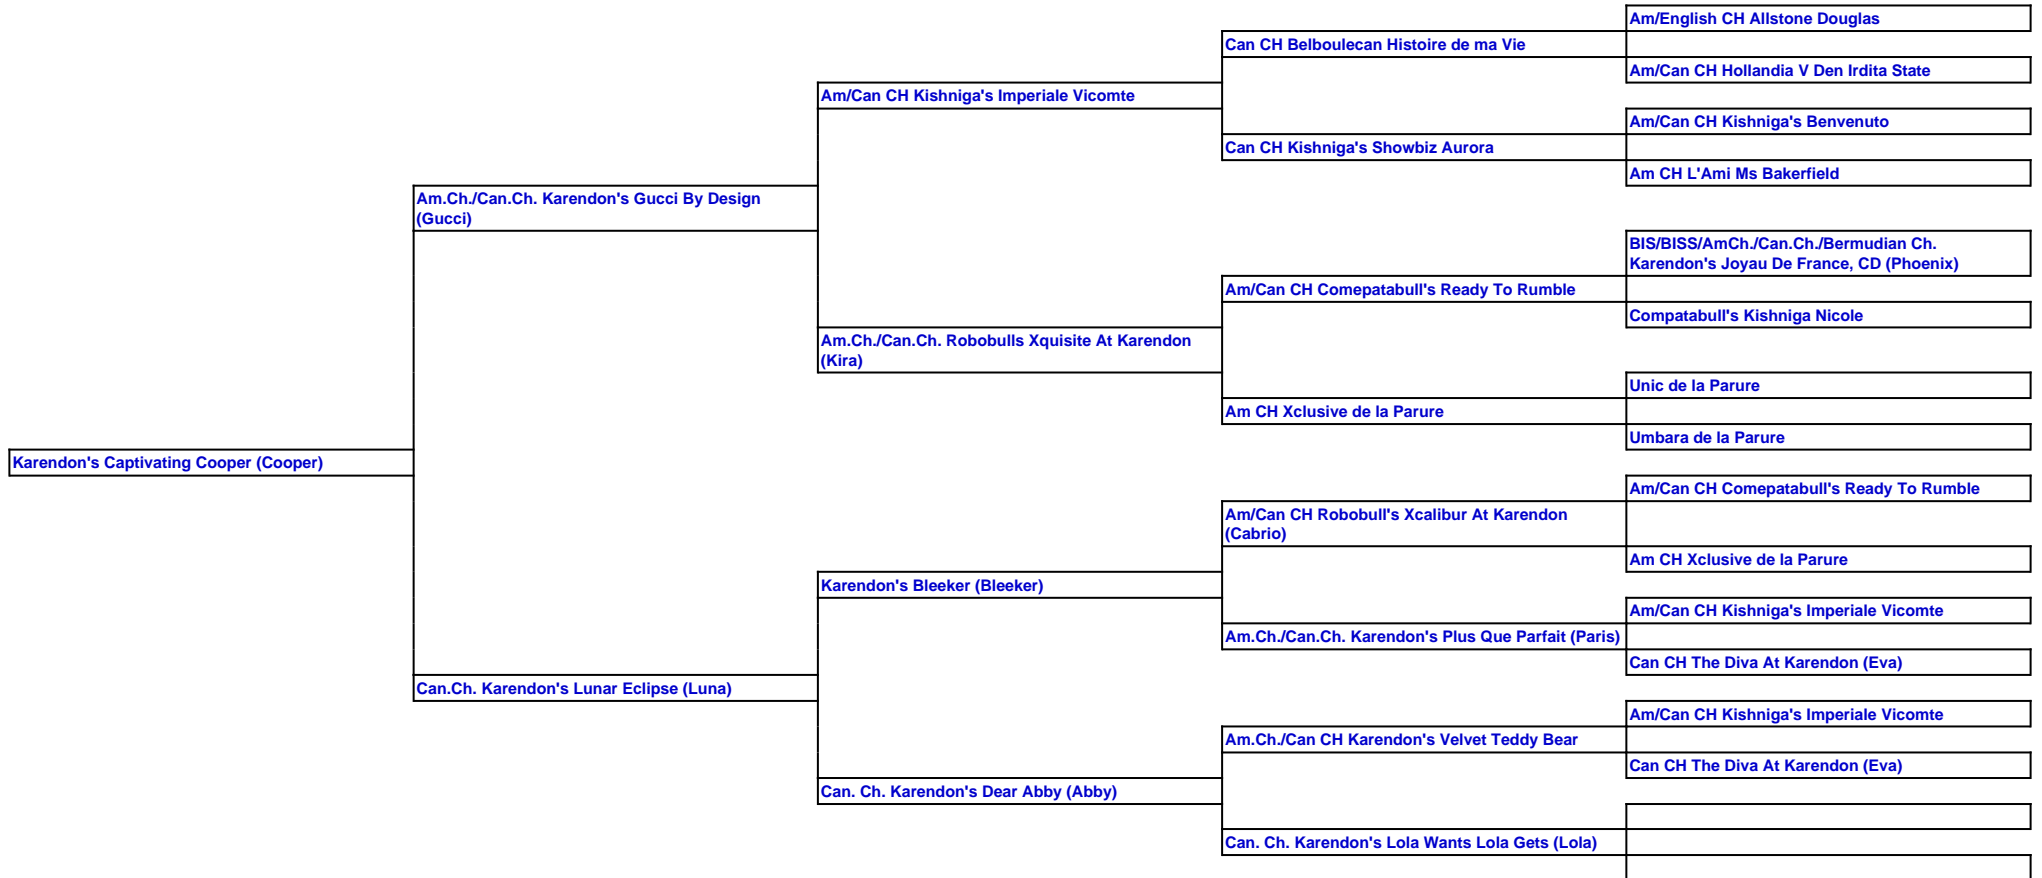 Am/English CH Allstone Douglas
Can CH Belboulecan Histoire de ma Vie
Am/Can CH Hollandia V Den Irdita State
Am/Can CH Kishniga's Imperiale Vicomte
Am/Can CH Kishniga's Benvenuto
Can CH Kishniga's Showbiz Aurora
Am CH L'Ami Ms Bakerfield
Am.Ch./Can.Ch. Karendon's Gucci By Design
(Gucci)
BIS/BISS/AmCh./Can.Ch./Bermudian Ch.
Karendon's Joyau De France, CD (Phoenix)
Am/Can CH Comepatabull's Ready To Rumble
Compatabull's Kishniga Nicole
Am.Ch./Can.Ch. Robobulls Xquisite At Karendon
(Kira)
Unic de la Parure
Am CH Xclusive de la Parure
Umbara de la Parure
Karendon's Captivating Cooper (Cooper)
Am/Can CH Comepatabull's Ready To Rumble
Am/Can CH Robobull's Xcalibur At Karendon
(Cabrio)
Am CH Xclusive de la Parure
Karendon's Bleeker (Bleeker)
Am/Can CH Kishniga's Imperiale Vicomte
Am.Ch./Can.Ch. Karendon's Plus Que Parfait (Paris)
Can CH The Diva At Karendon (Eva)
Can.Ch. Karendon's Lunar Eclipse (Luna)
Am/Can CH Kishniga's Imperiale Vicomte
Am.Ch./Can CH Karendon's Velvet Teddy Bear
Can CH The Diva At Karendon (Eva)
Can. Ch. Karendon's Dear Abby (Abby)
Can. Ch. Karendon's Lola Wants Lola Gets (Lola)